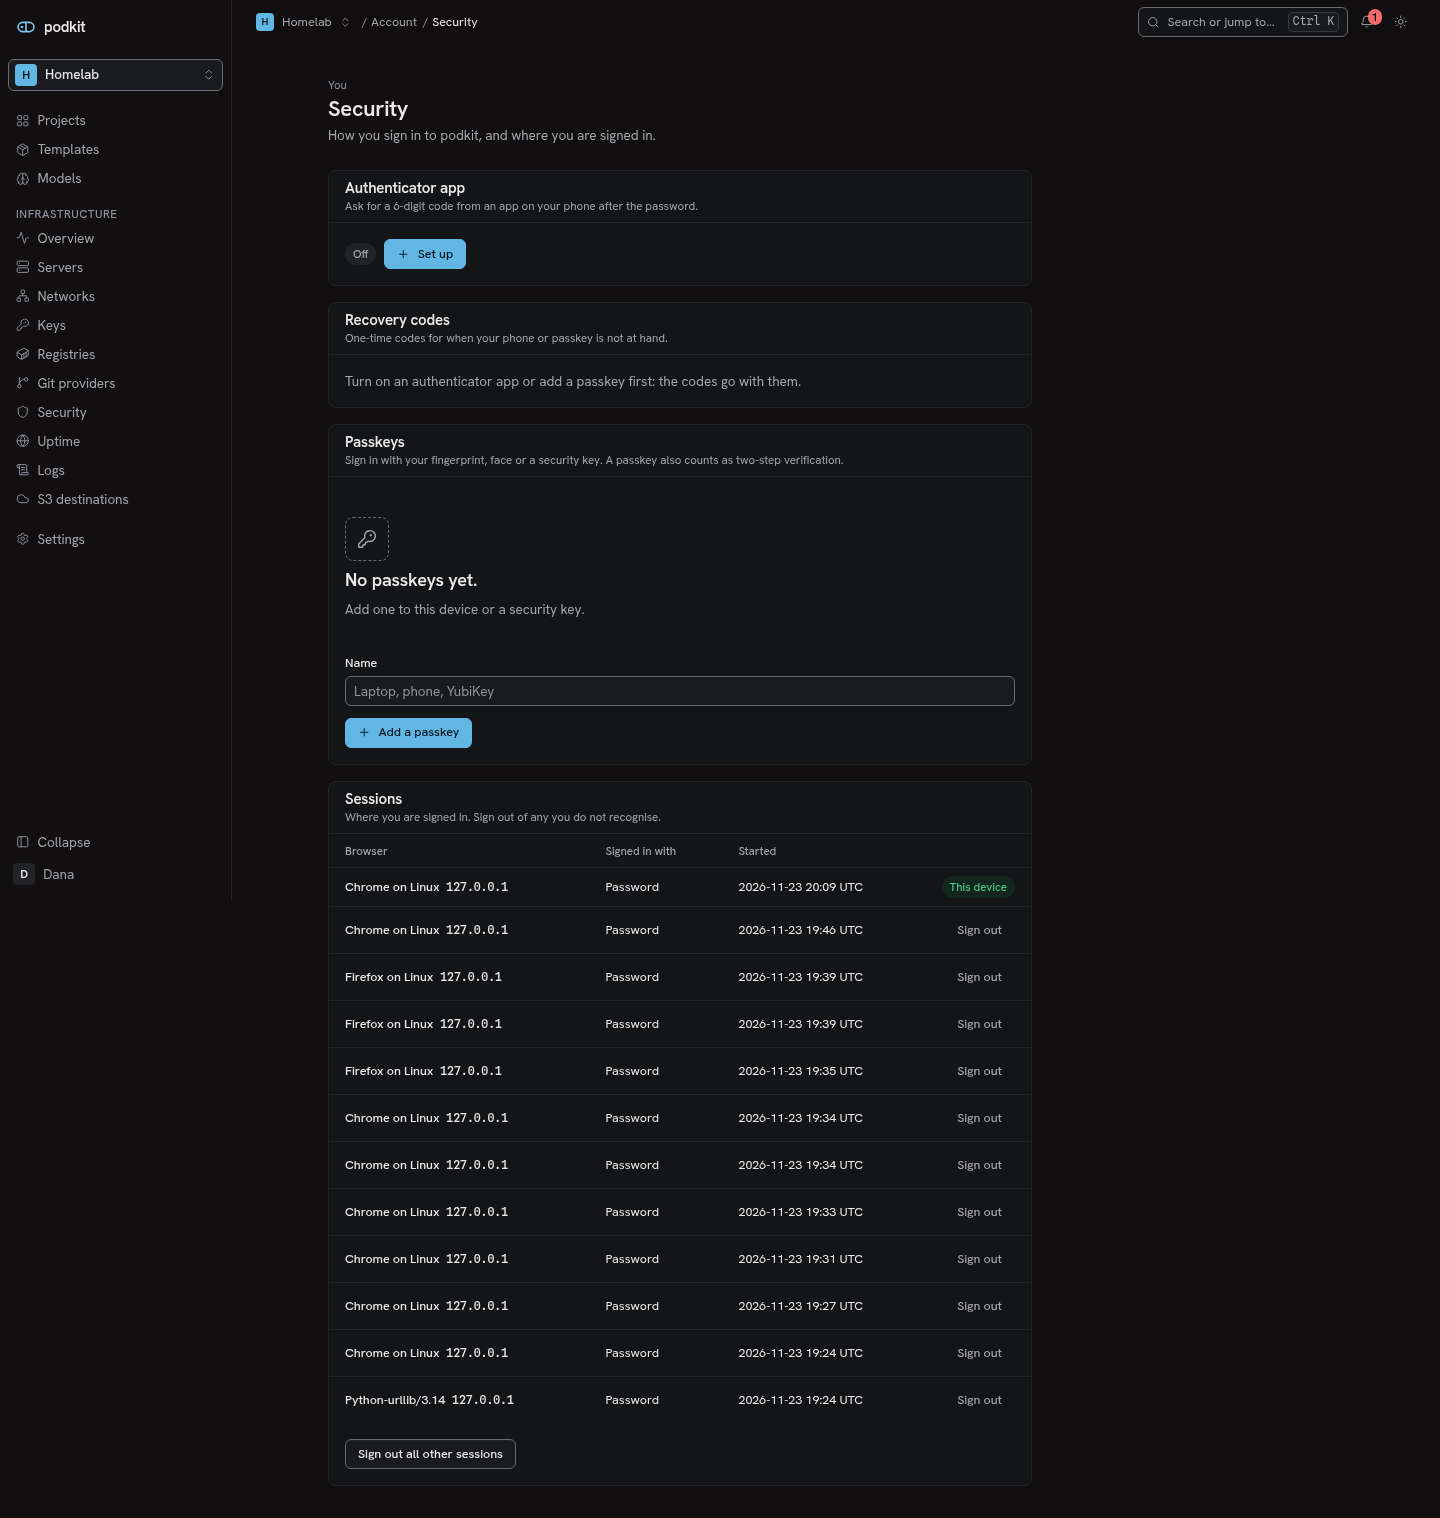 podkit
H Homelab
Projects
Templates
Models
INFRASTRUCTURE
Overview
Servers
Networks
Keys
Registries
Git providers
Security
Uptime
Logs
S3 destinations
Settings
Collapse
D Dana
H Homelab / Account / Security
Search or jump to... Ctrl K
1
You
Security
How you sign in to podkit, and where you are signed in.
Authenticator app
Ask for a 6-digit code from an app on your phone after the password.
Off + Set up
Recovery codes
One-time codes for when your phone or passkey is not at hand.
Turn on an authenticator app or add a passkey first: the codes go with them.
Passkeys
Sign in with your fingerprint, face or a security key. A passkey also counts as two-step verification.
No passkeys yet.
Add one to this device or a security key.
Name
Laptop, phone, YubiKey
+ Add a passkey
Sessions
Where you are signed in. Sign out of any you do not recognise.
Browser Signed in with Started
Chrome on Linux 127.0.0.1 Password 2026-11-23 20:09 UTC This device
Chrome on Linux 127.0.0.1 Password 2026-11-23 19:46 UTC Sign out
Firefox on Linux 127.0.0.1 Password 2026-11-23 19:39 UTC Sign out
Firefox on Linux 127.0.0.1 Password 2026-11-23 19:39 UTC Sign out
Firefox on Linux 127.0.0.1 Password 2026-11-23 19:35 UTC Sign out
Chrome on Linux 127.0.0.1 Password 2026-11-23 19:34 UTC Sign out
Chrome on Linux 127.0.0.1 Password 2026-11-23 19:34 UTC Sign out
Chrome on Linux 127.0.0.1 Password 2026-11-23 19:33 UTC Sign out
Chrome on Linux 127.0.0.1 Password 2026-11-23 19:31 UTC Sign out
Chrome on Linux 127.0.0.1 Password 2026-11-23 19:27 UTC Sign out
Chrome on Linux 127.0.0.1 Password 2026-11-23 19:24 UTC Sign out
Python-urllib/3.14 127.0.0.1 Password 2026-11-23 19:24 UTC Sign out
Sign out all other sessions